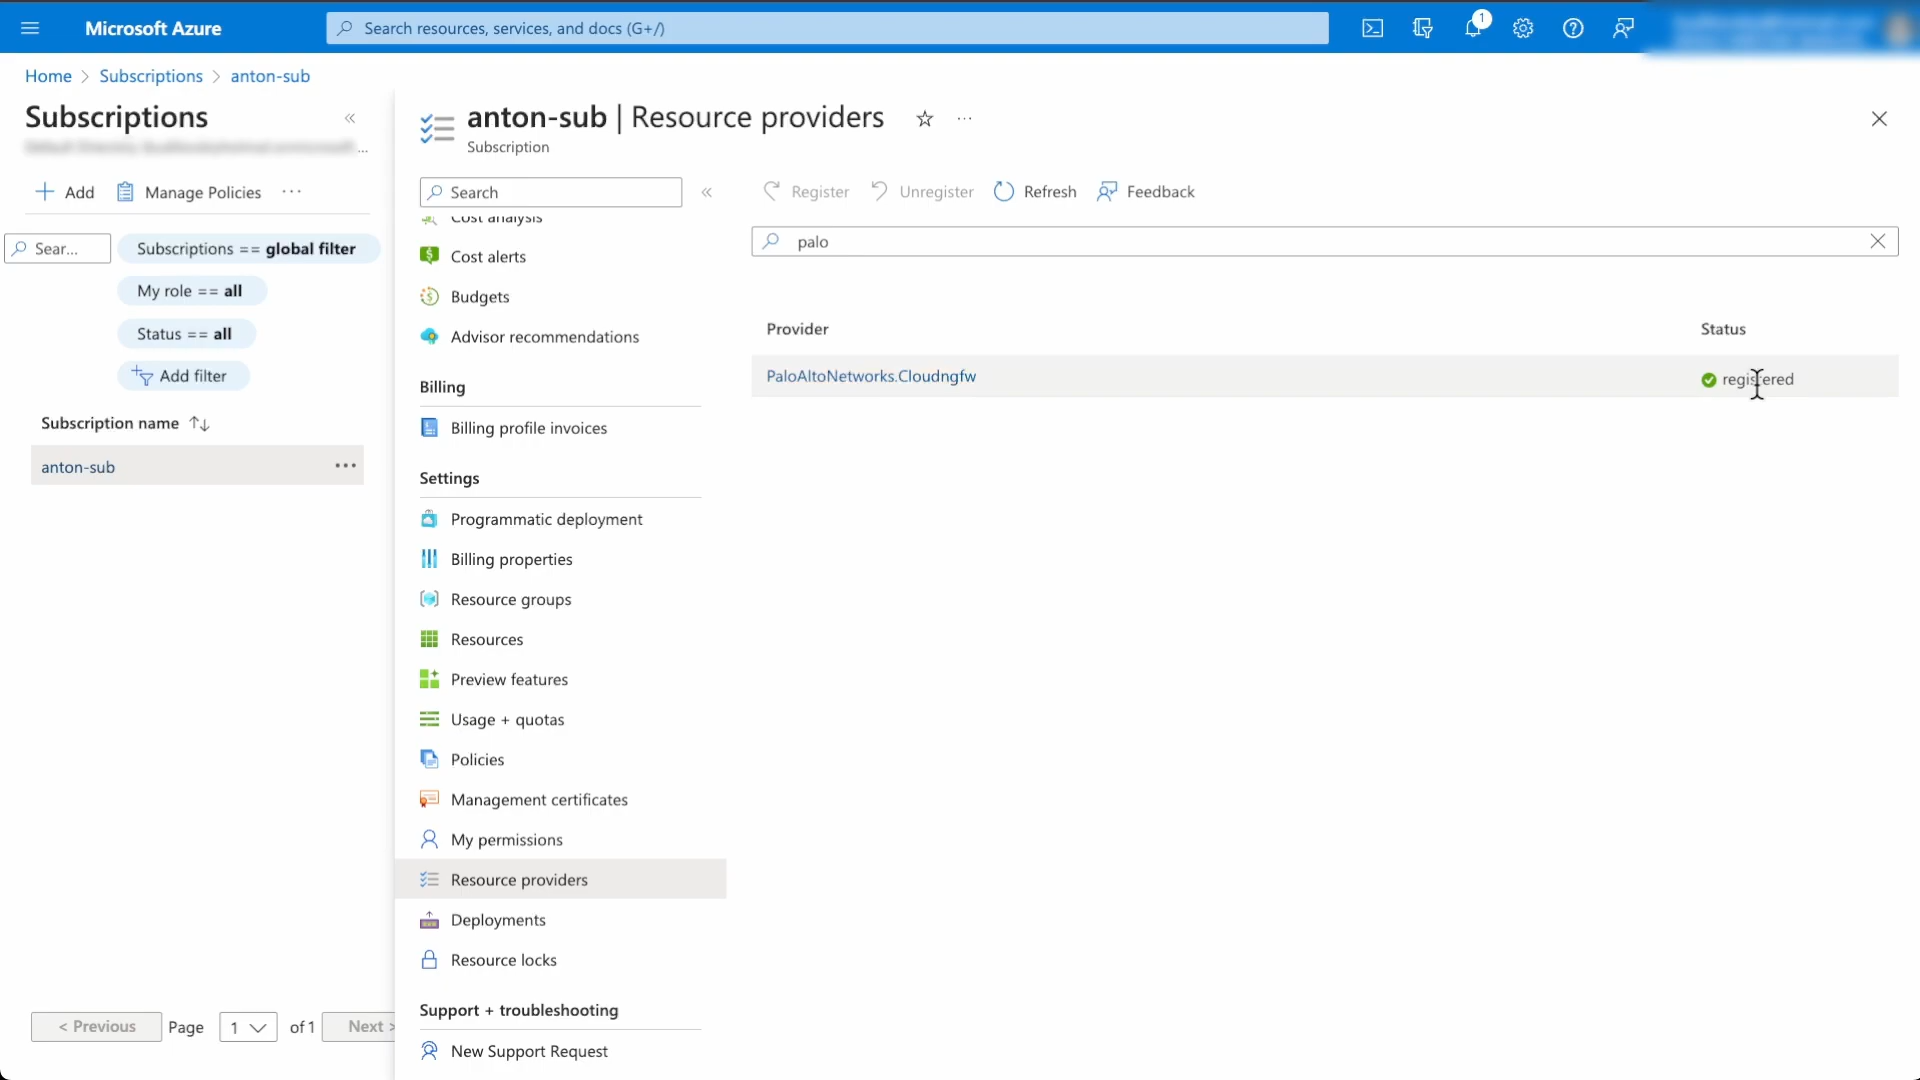 Microsoft Azure
Search resources, services, and docs (G+/)
1
Home > Subscriptions > anton-sub
Subscriptions
«
...
Add
Manage Policies
...
Sear...
Subscriptions == global filter
My role == all
Status == all
Add filter
Subscription name ↑↓
anton-sub
...
< Previous
Page
1
of 1
Next >
anton-sub | Resource providers
...
Subscription
Search
«
Cost analysis
Cost alerts
Budgets
Advisor recommendations
Billing
Billing profile invoices
Settings
Programmatic deployment
Billing properties
Resource groups
Resources
Preview features
Usage + quotas
Policies
Management certificates
My permissions
Resource providers
Deployments
Resource locks
Support + troubleshooting
New Support Request
Register
Unregister
Refresh
Feedback
palo
Provider
Status
PaloAltoNetworks.Cloudngfw
registered